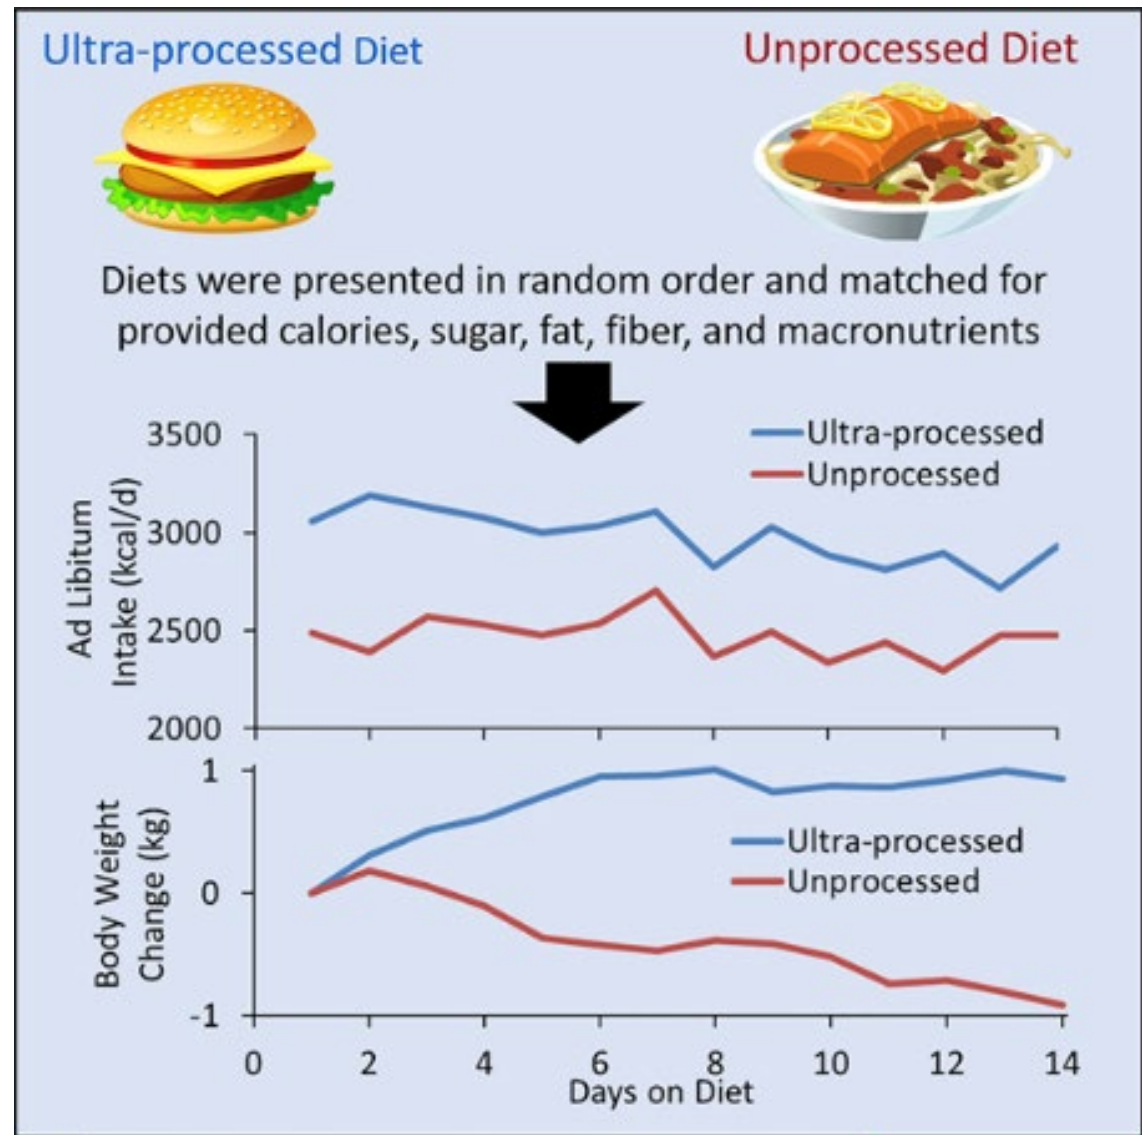 Ultra-processed Diet
Unprocessed Diet
Diets were presented in random order and matched for
provided calories, sugar, fat, fiber, and macronutrients
Ad Libitum
Intake (kcal/d)
3500
3000
2500
2000
Ultra-processed
Unprocessed
Body Weight
Change (kg)
1
0
-1
Ultra-processed
Unprocessed
0 2 4 6 8 10 12 14
Days on Diet